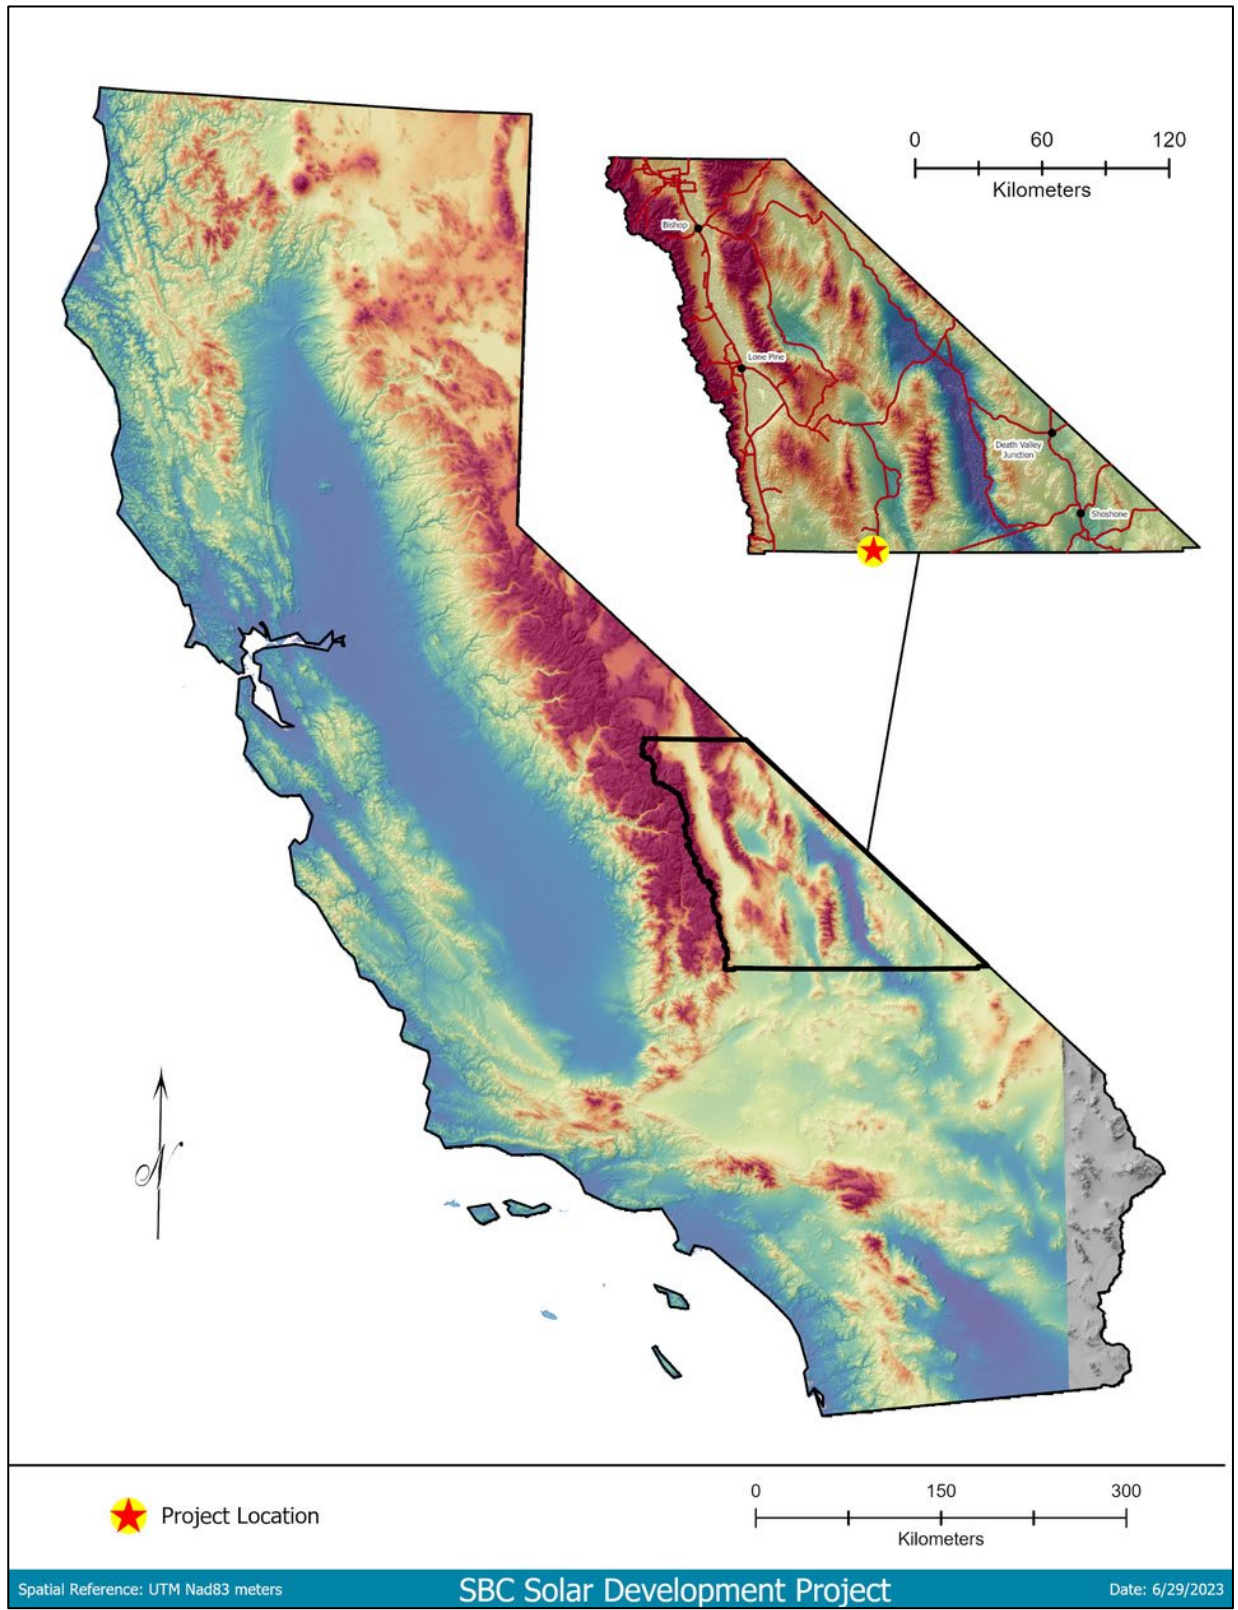 0 60 120
Kilometers
Bishop
Lone Pine
Death Valley
Junction
Shoshone
N
Project Location
0 150 300
Kilometers
Spatial Reference: UTM Nad83 meters
SBC Solar Development Project
Date: 6/29/2023